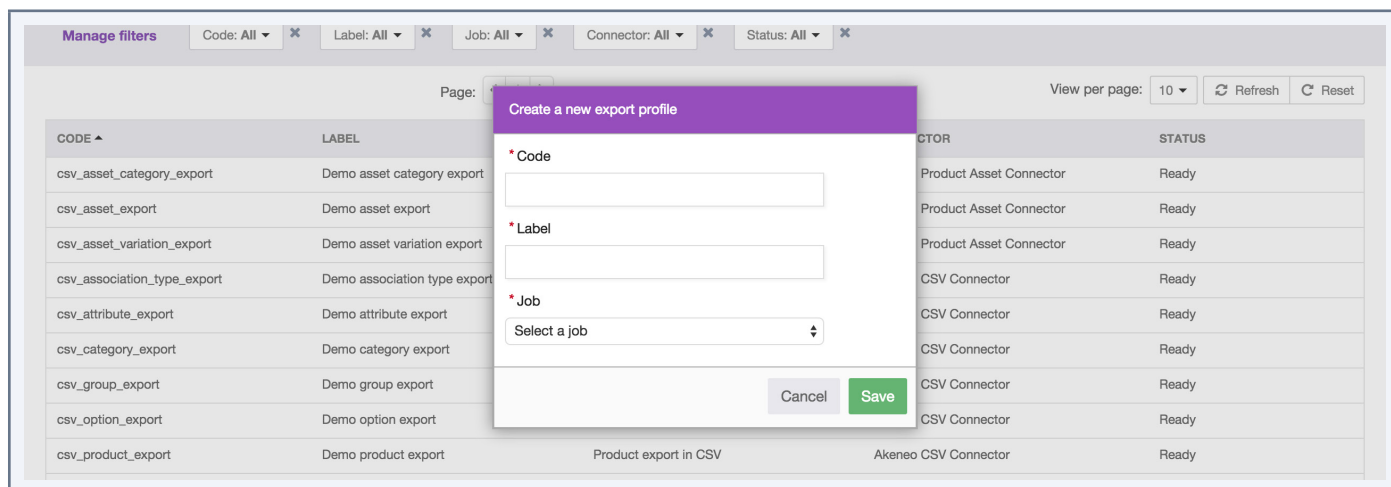 Manage filters Code: All Label: All Job: All Connector: All Status: All
Page: View per page: 10 Refresh Reset
Create a new export profile
CODE LABEL CTOR STATUS
* Code
csv_asset_category_export Demo asset category export Product Asset Connector Ready
csv_asset_export Demo asset export Product Asset Connector Ready
* Label
csv_asset_variation_export Demo asset variation export Product Asset Connector Ready
csv_association_type_export Demo association type export CSV Connector Ready
* Job
csv_attribute_export Demo attribute export CSV Connector Ready
Select a job
csv_category_export Demo category export CSV Connector Ready
csv_group_export Demo group export CSV Connector Ready
Cancel Save
csv_option_export Demo option export CSV Connector Ready
csv_product_export Demo product export Product export in CSV Akeneo CSV Connector Ready